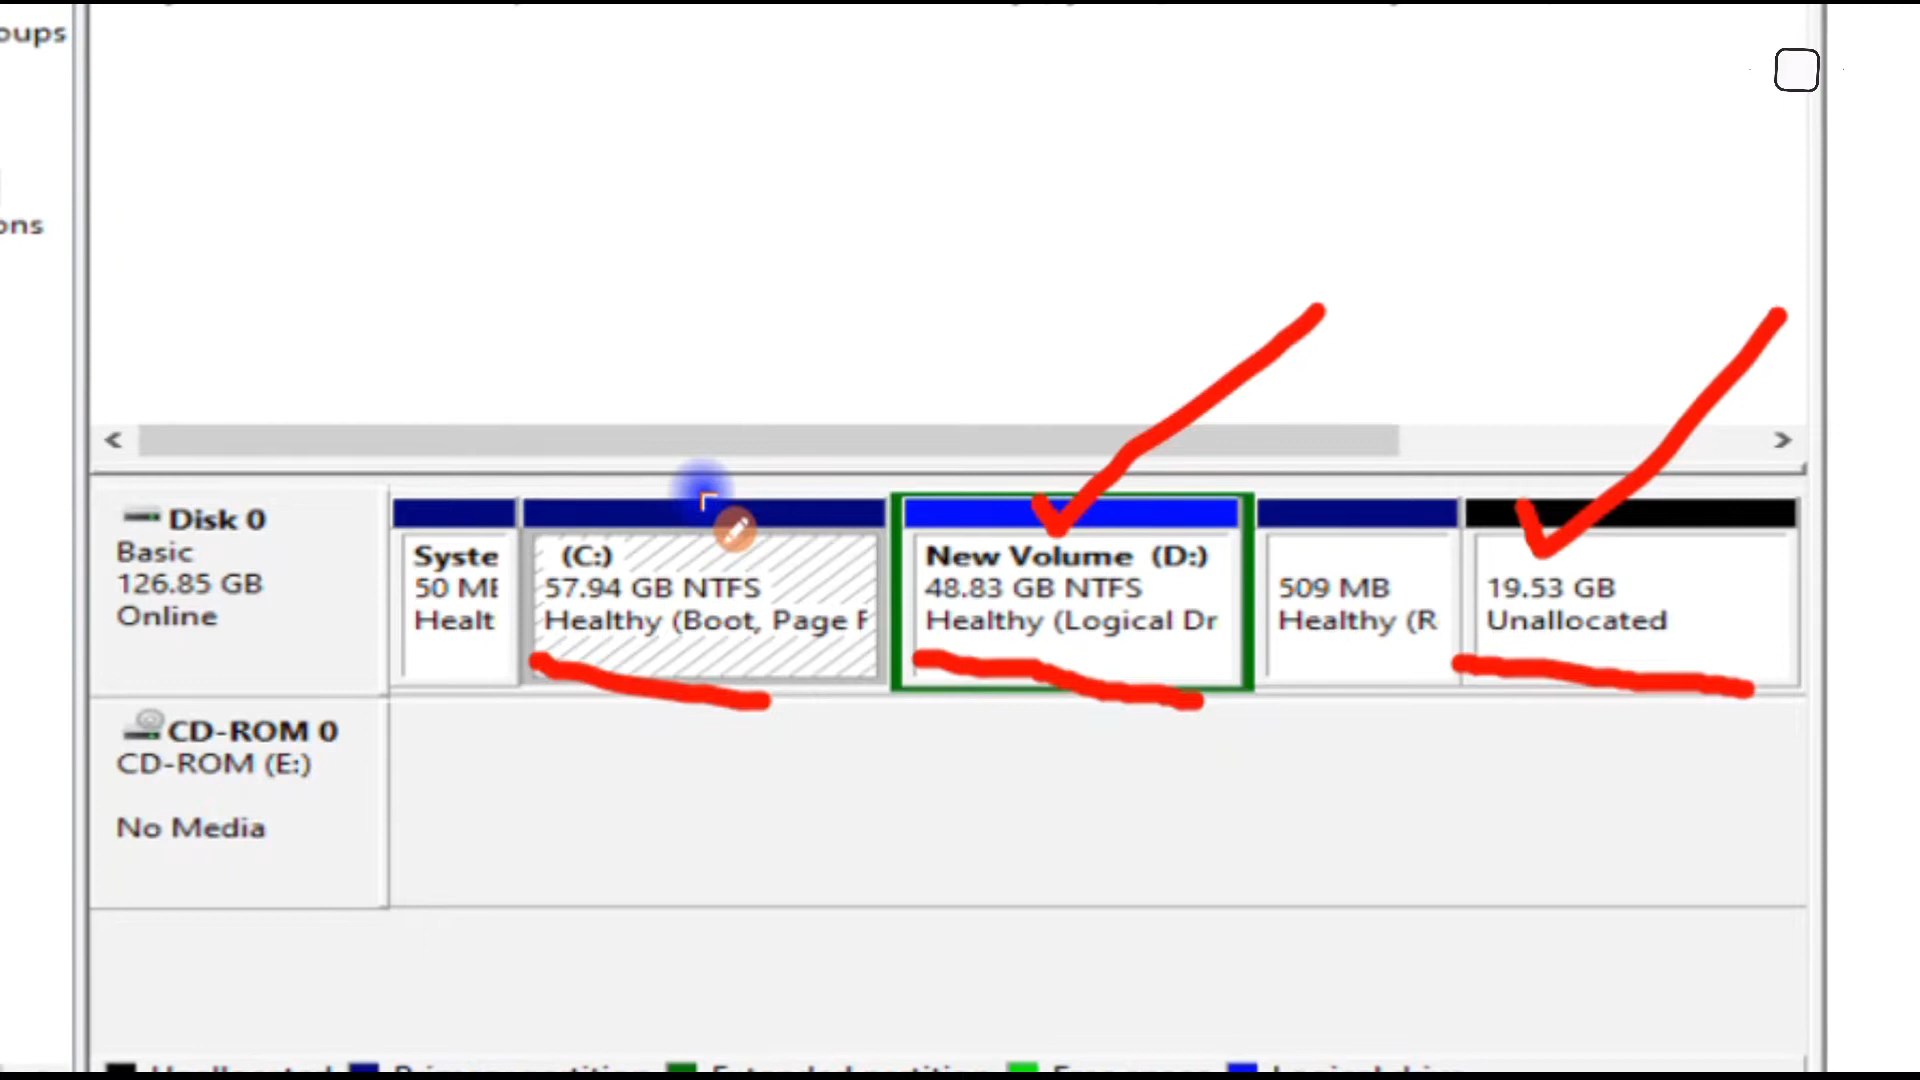 oups
ons
Disk 0
Basic
126.85 GB
Online
Syste
50 ME
Healt
(C:)
57.94 GB NTFS
Healthy (Boot, Page F
New Volume (D:)
48.83 GB NTFS
Healthy (Logical Dr
509 MB
Healthy (R
19.53 GB
Unallocated
CD-ROM 0
CD-ROM (E:)
No Media